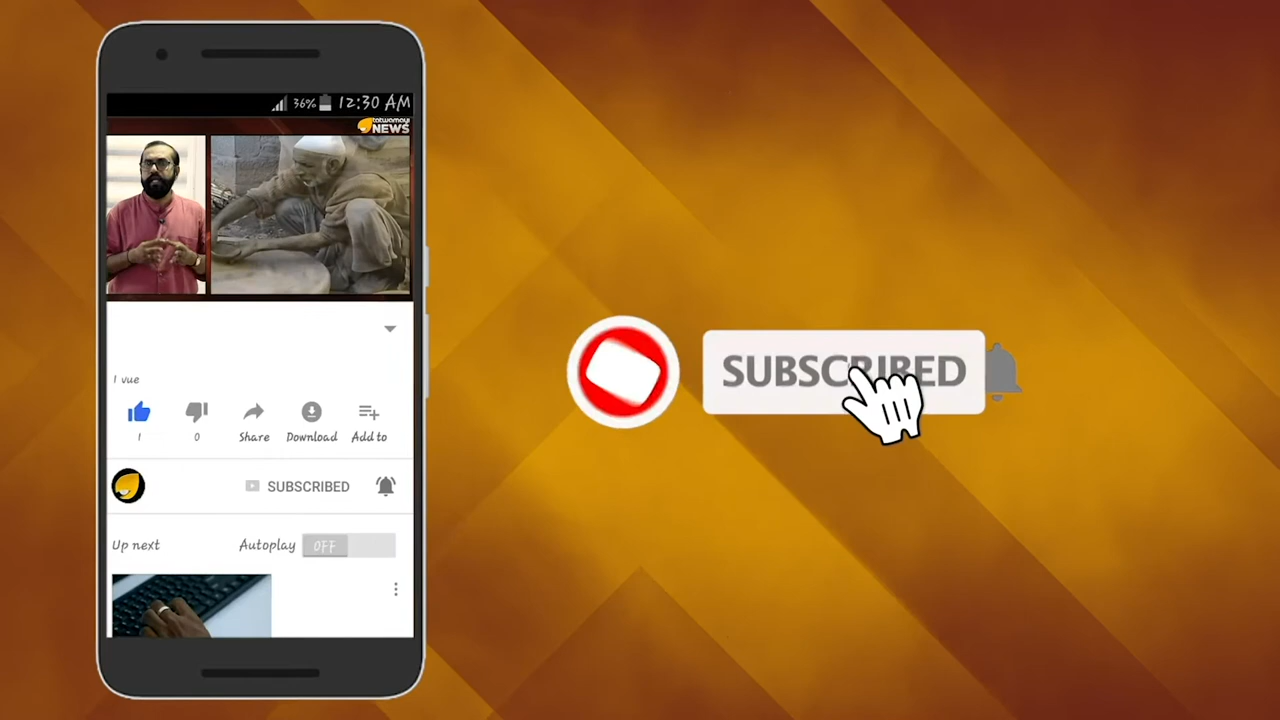 36% 12:30 AM
tatwamayi
NEWS
1 vue
1
0
Share
Download
Add to
SUBSCRIBED
Up next
Autoplay
OFF
SUBSCRIBED